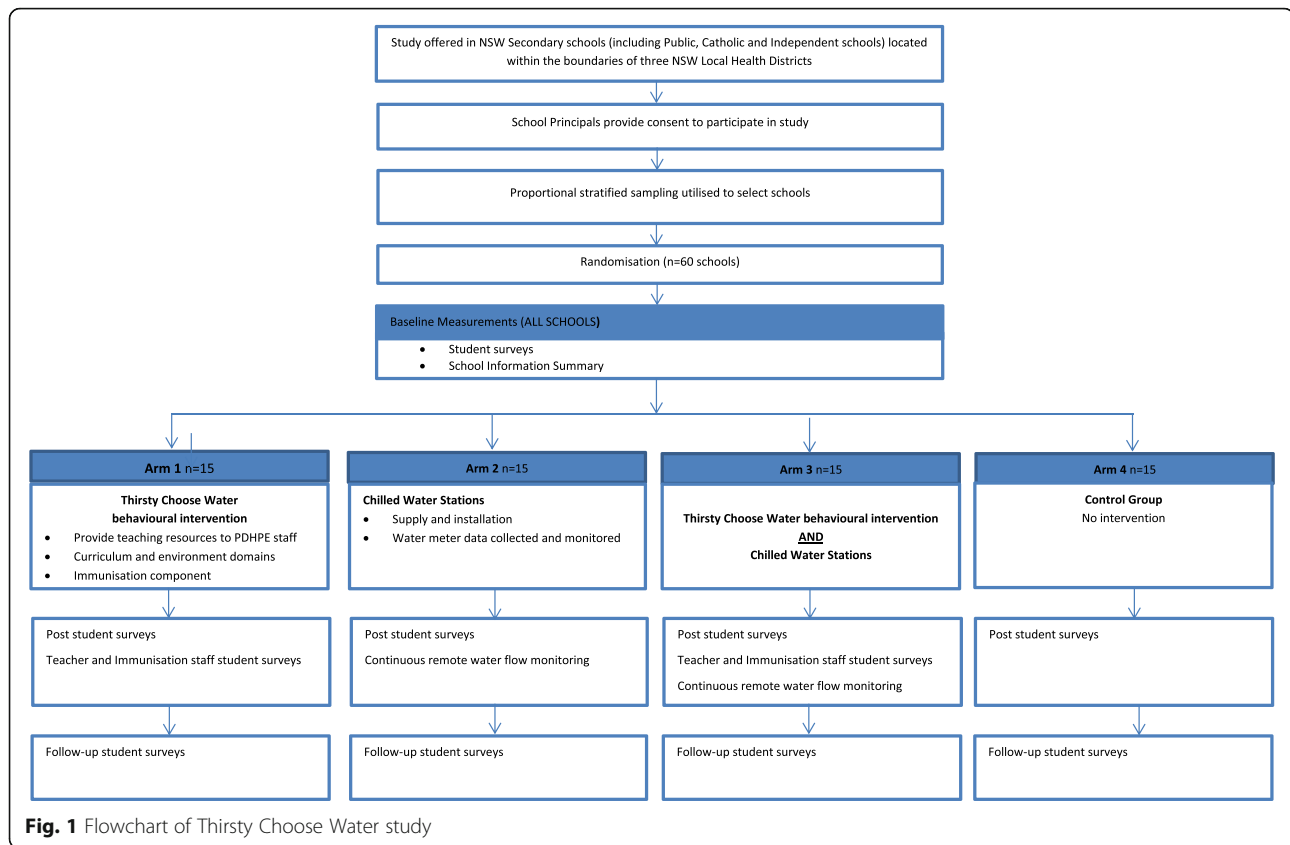 Study offered in NSW Secondary schools (including Public, Catholic and Independent schools) located
within the boundaries of three NSW Local Health Districts
School Principals provide consent to participate in study
Proportional stratified sampling utilised to select schools
Randomisation (n=60 schools)
Baseline Measurements (ALL SCHOOLS)
• Student surveys
• School Information Summary
Arm 1 n=15
Thirsty Choose Water
behavioural intervention
• Provide teaching resources to PDHPE staff
• Curriculum and environment domains
• Immunisation component
Post student surveys
Teacher and Immunisation staff student surveys
Follow-up student surveys
Arm 2 n=15
Chilled Water Stations
• Supply and installation
• Water meter data collected and monitored
Post student surveys
Continuous remote water flow monitoring
Follow-up student surveys
Arm 3 n=15
Thirsty Choose Water behavioural intervention
AND
Chilled Water Stations
Post student surveys
Teacher and Immunisation staff student surveys
Continuous remote water flow monitoring
Follow-up student surveys
Arm 4 n=15
Control Group
No intervention
Post student surveys
Follow-up student surveys
Fig. 1 Flowchart of Thirsty Choose Water study